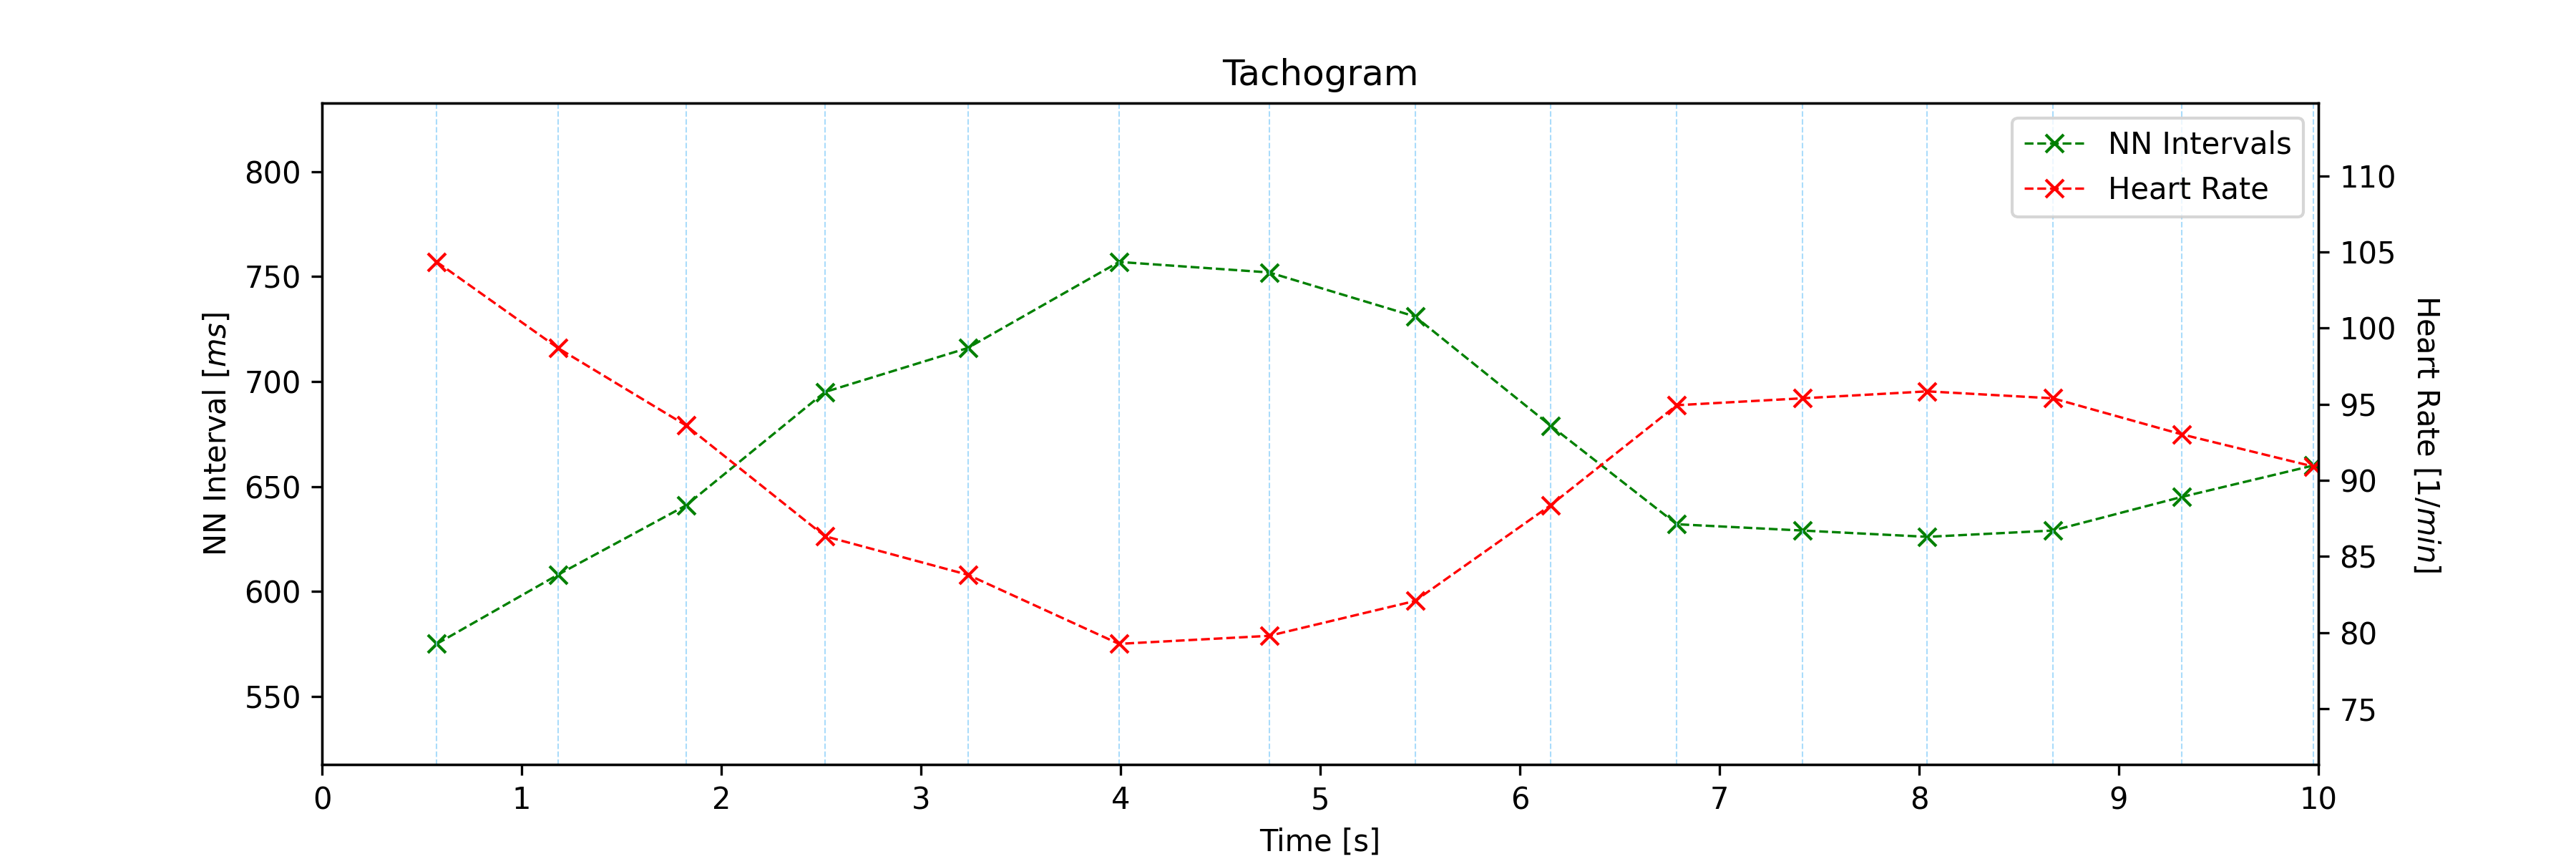 Tachogram
NN Intervals
Heart Rate
800
750
700
650
600
550
NN Interval [ms]
110
105
100
95
90
85
80
75
Heart Rate [1/min]
0 1 2 3 4 5 6 7 8 9 10
Time [s]